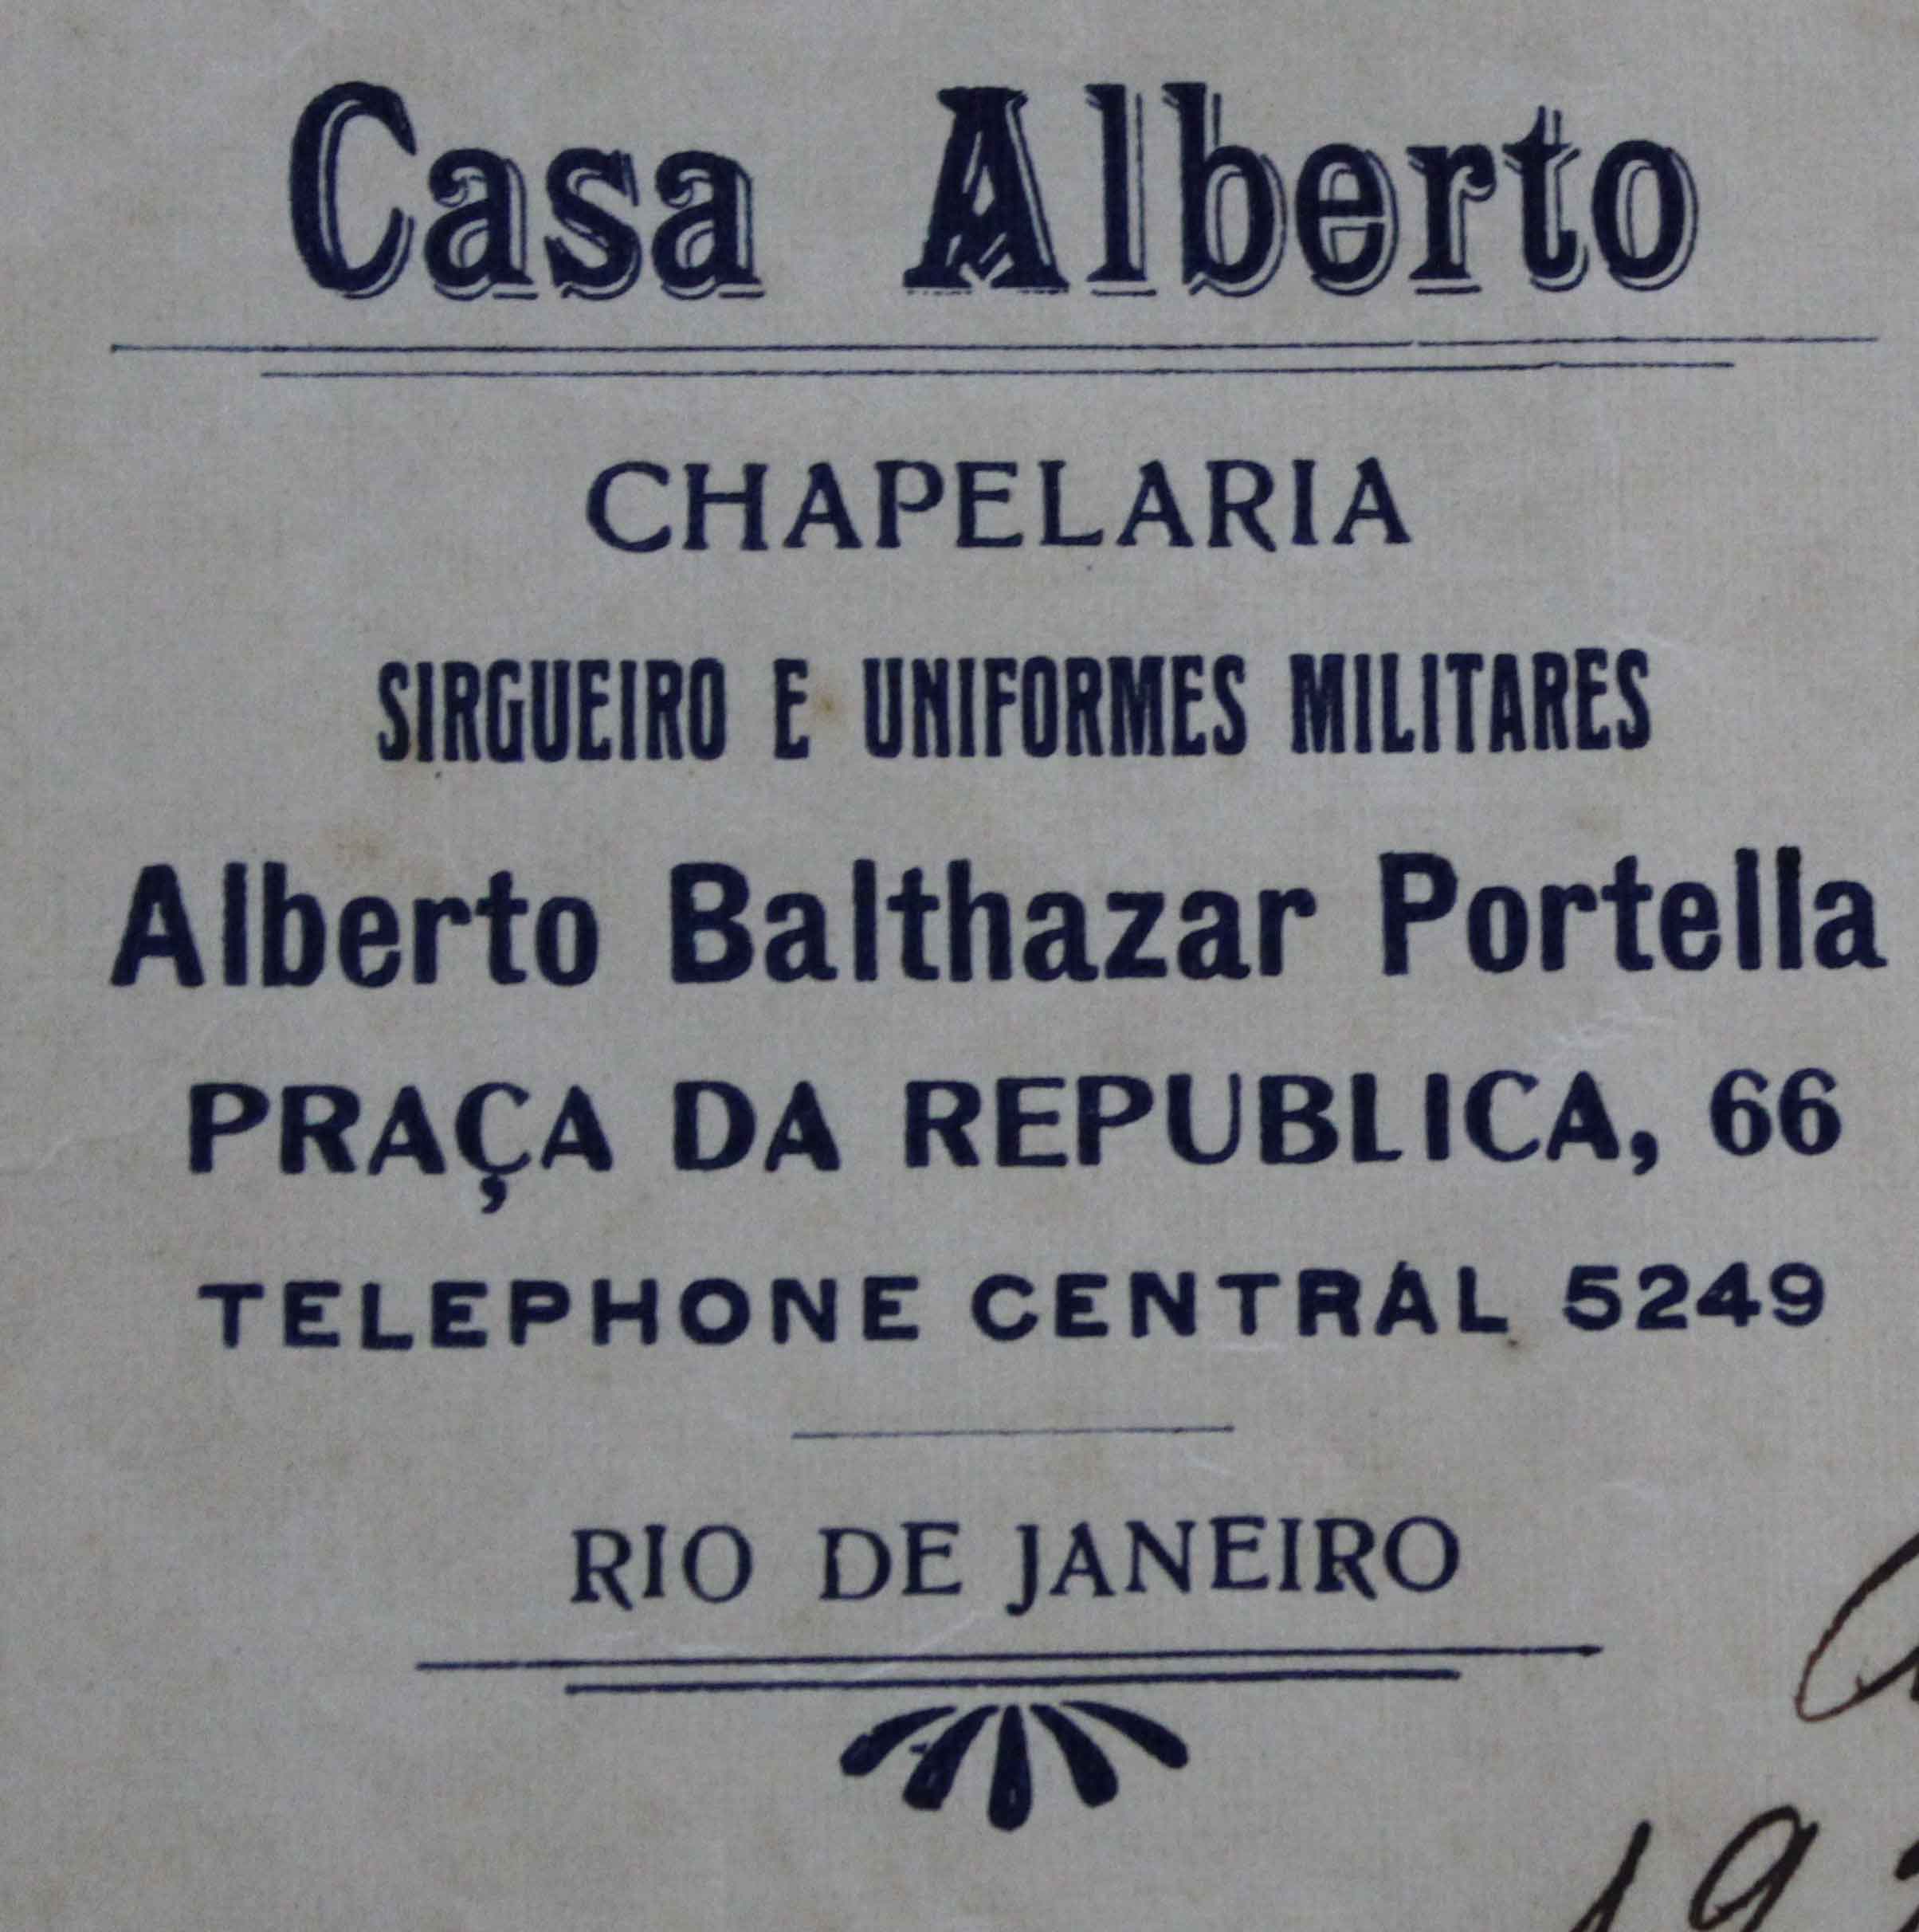 Casa Alberto
CHAPELARIA
SIRGUEIRO E UNIFORMES MILITARES
Alberto Balthazar Portella
PRAÇA DA REPUBLICA, 66
TELEPHONE CENTRAL 5249
RIO DE JANEIRO